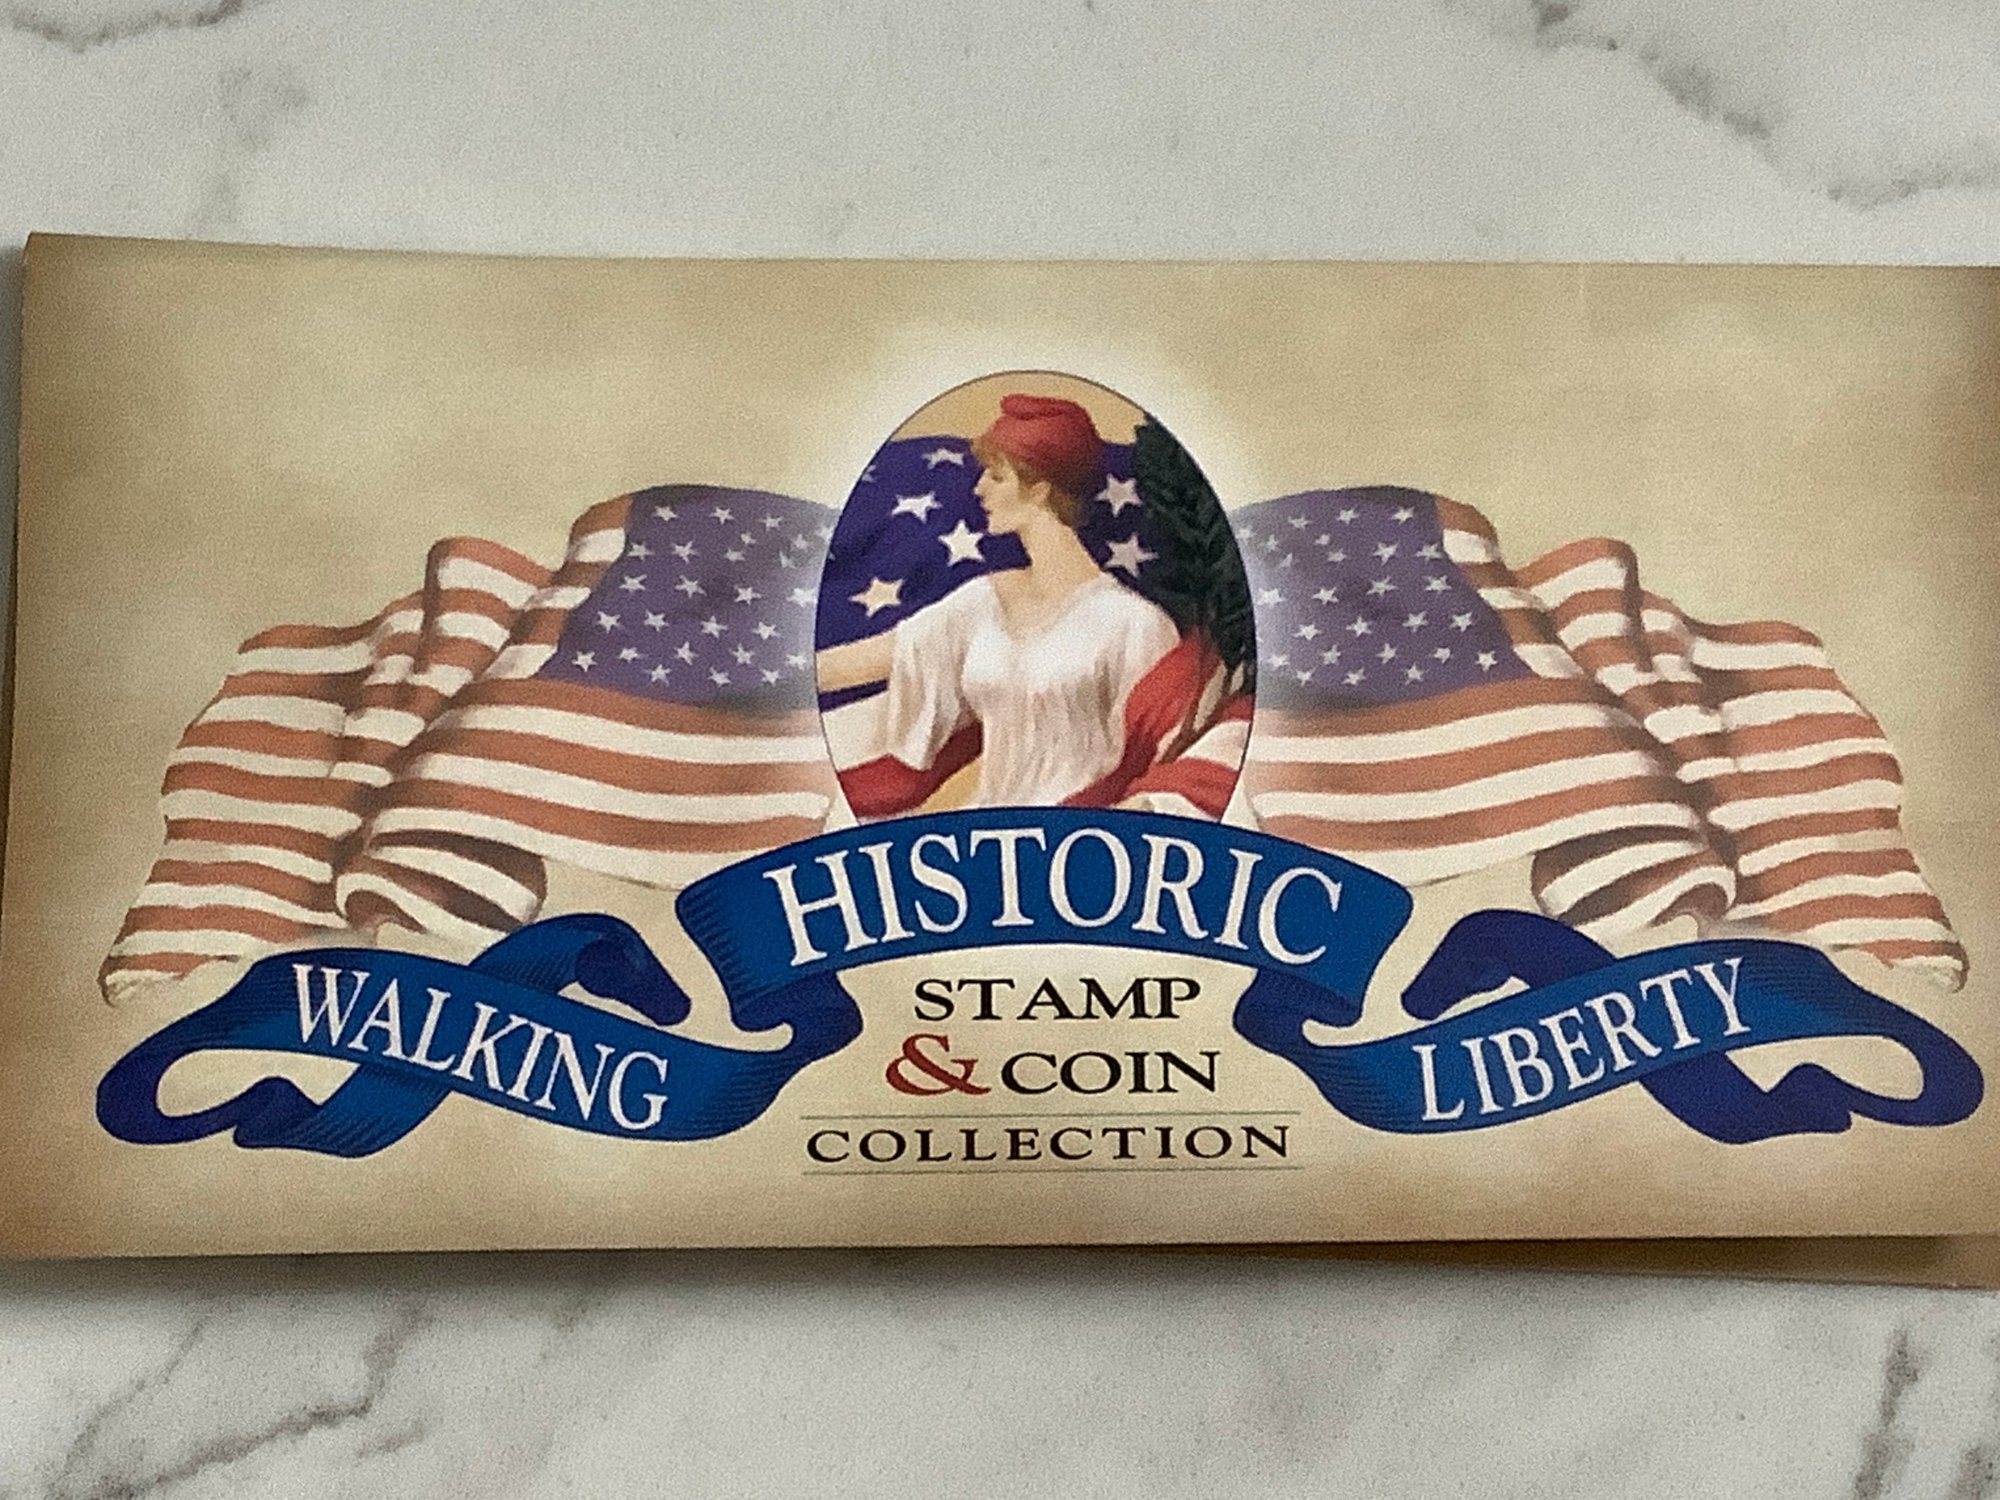 HISTORIC
WALKING STAMP LIBERTY
& COIN
COLLECTION